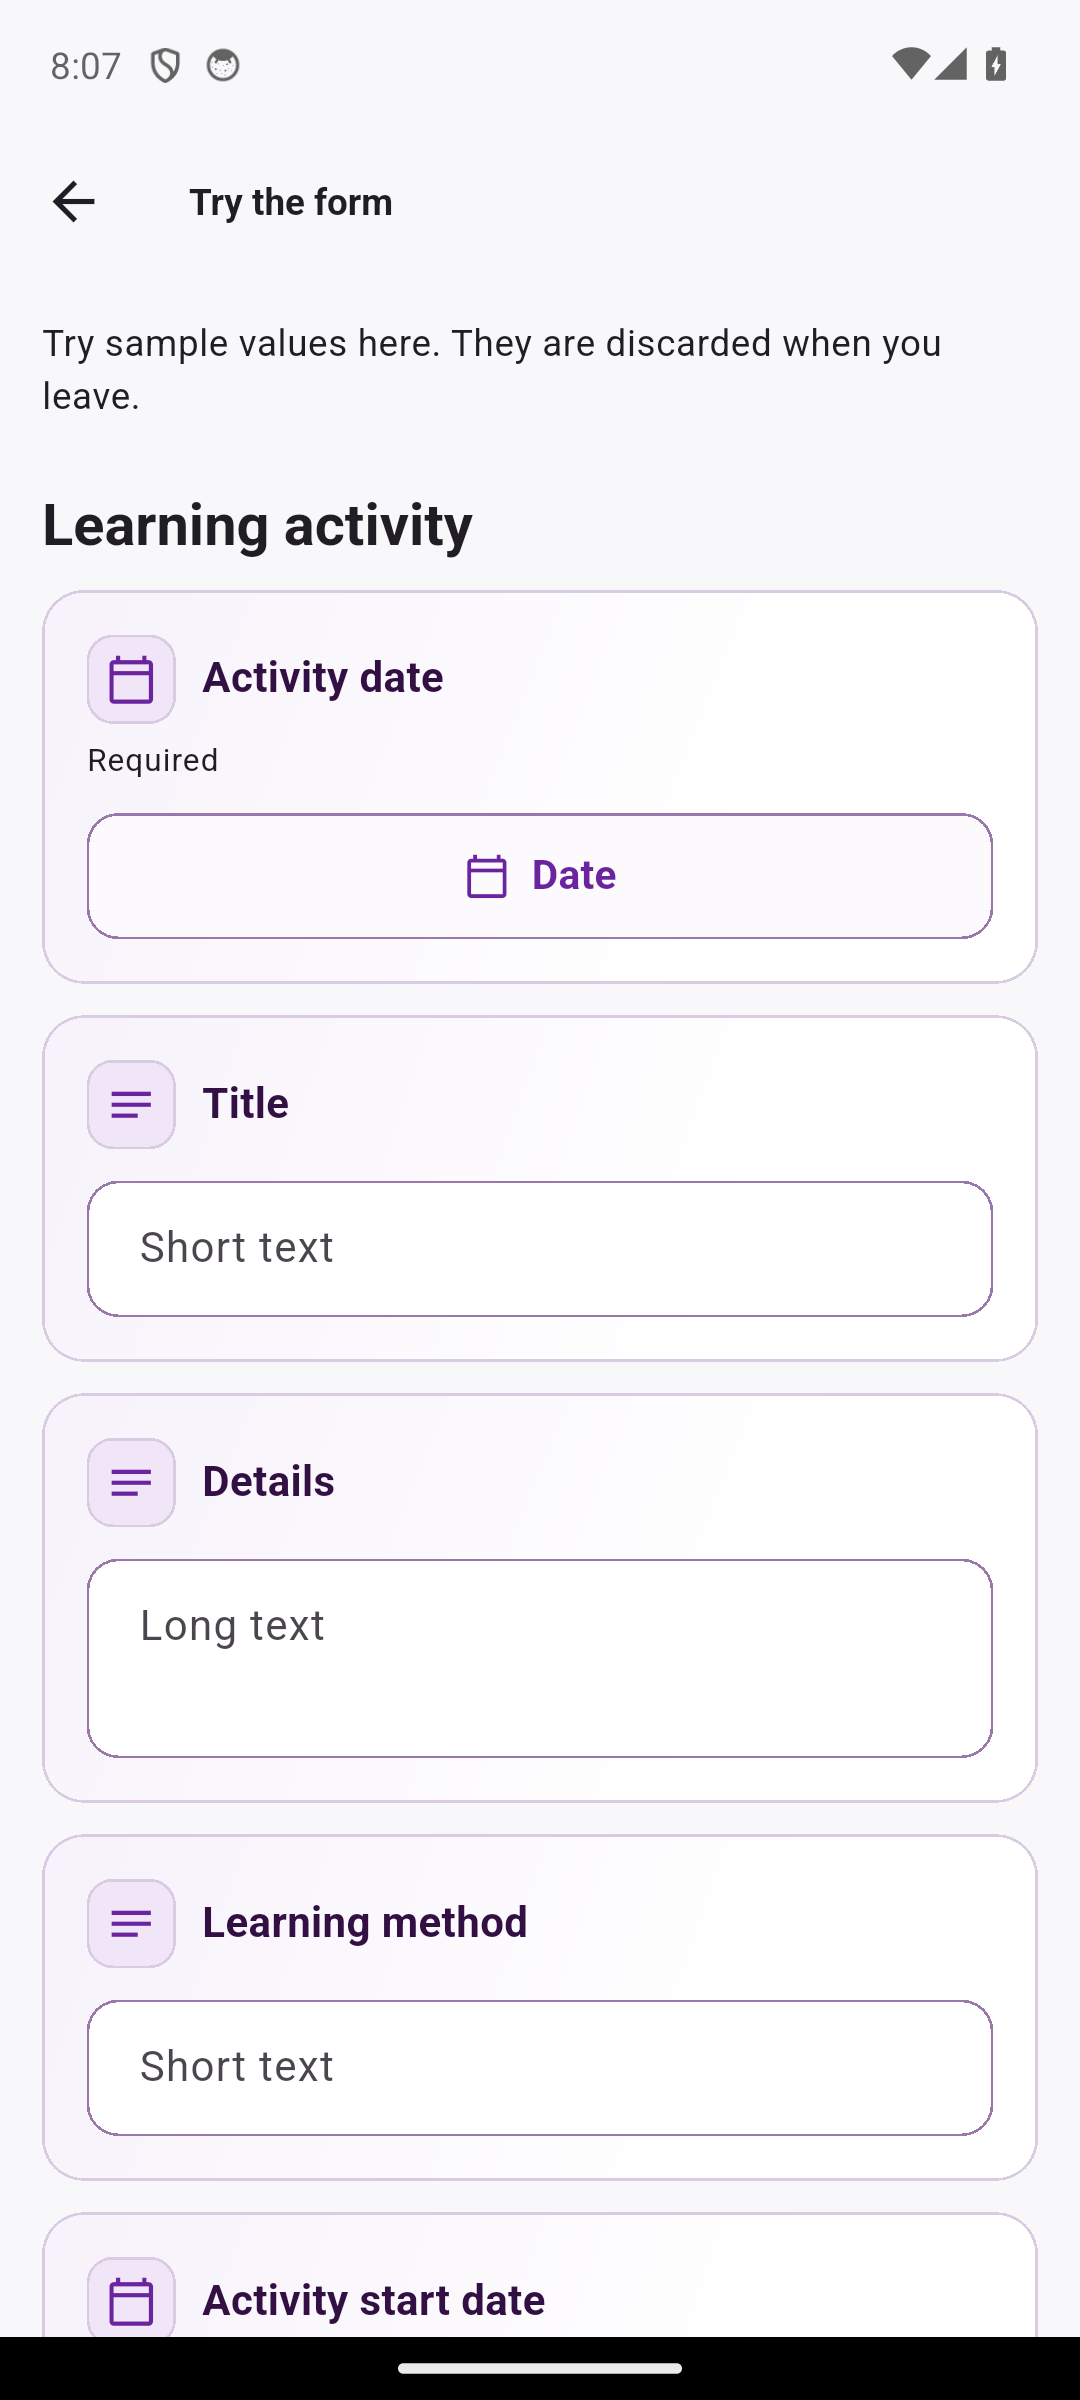 8:07
Try the form
Try sample values here. They are discarded when you
leave.
Learning activity
Activity date
Required
Date
Title
Short text
Details
Long text
Learning method
Short text
Activity start date